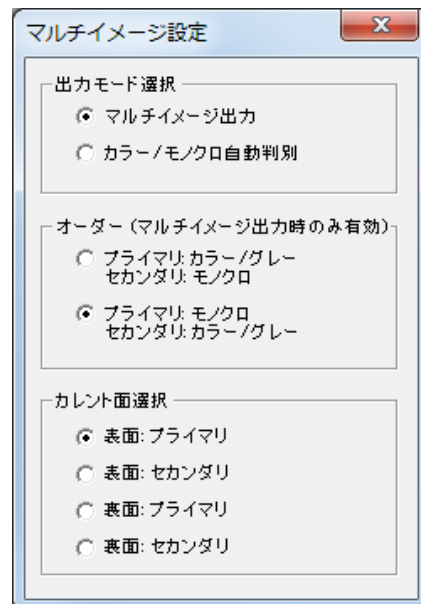 マルチイメージ設定
出力モード選択
マルチイメージ出力
カラー/モノクロ自動判別
オーダー(マルチイメージ出力時のみ有効)
プライマリ:カラー/グレー
セカンダリ:モノクロ
プライマリ:モノクロ
セカンダリ:カラー/グレー
カレント面選択
表面:プライマリ
表面:セカンダリ
裏面:プライマリ
裏面:セカンダリ